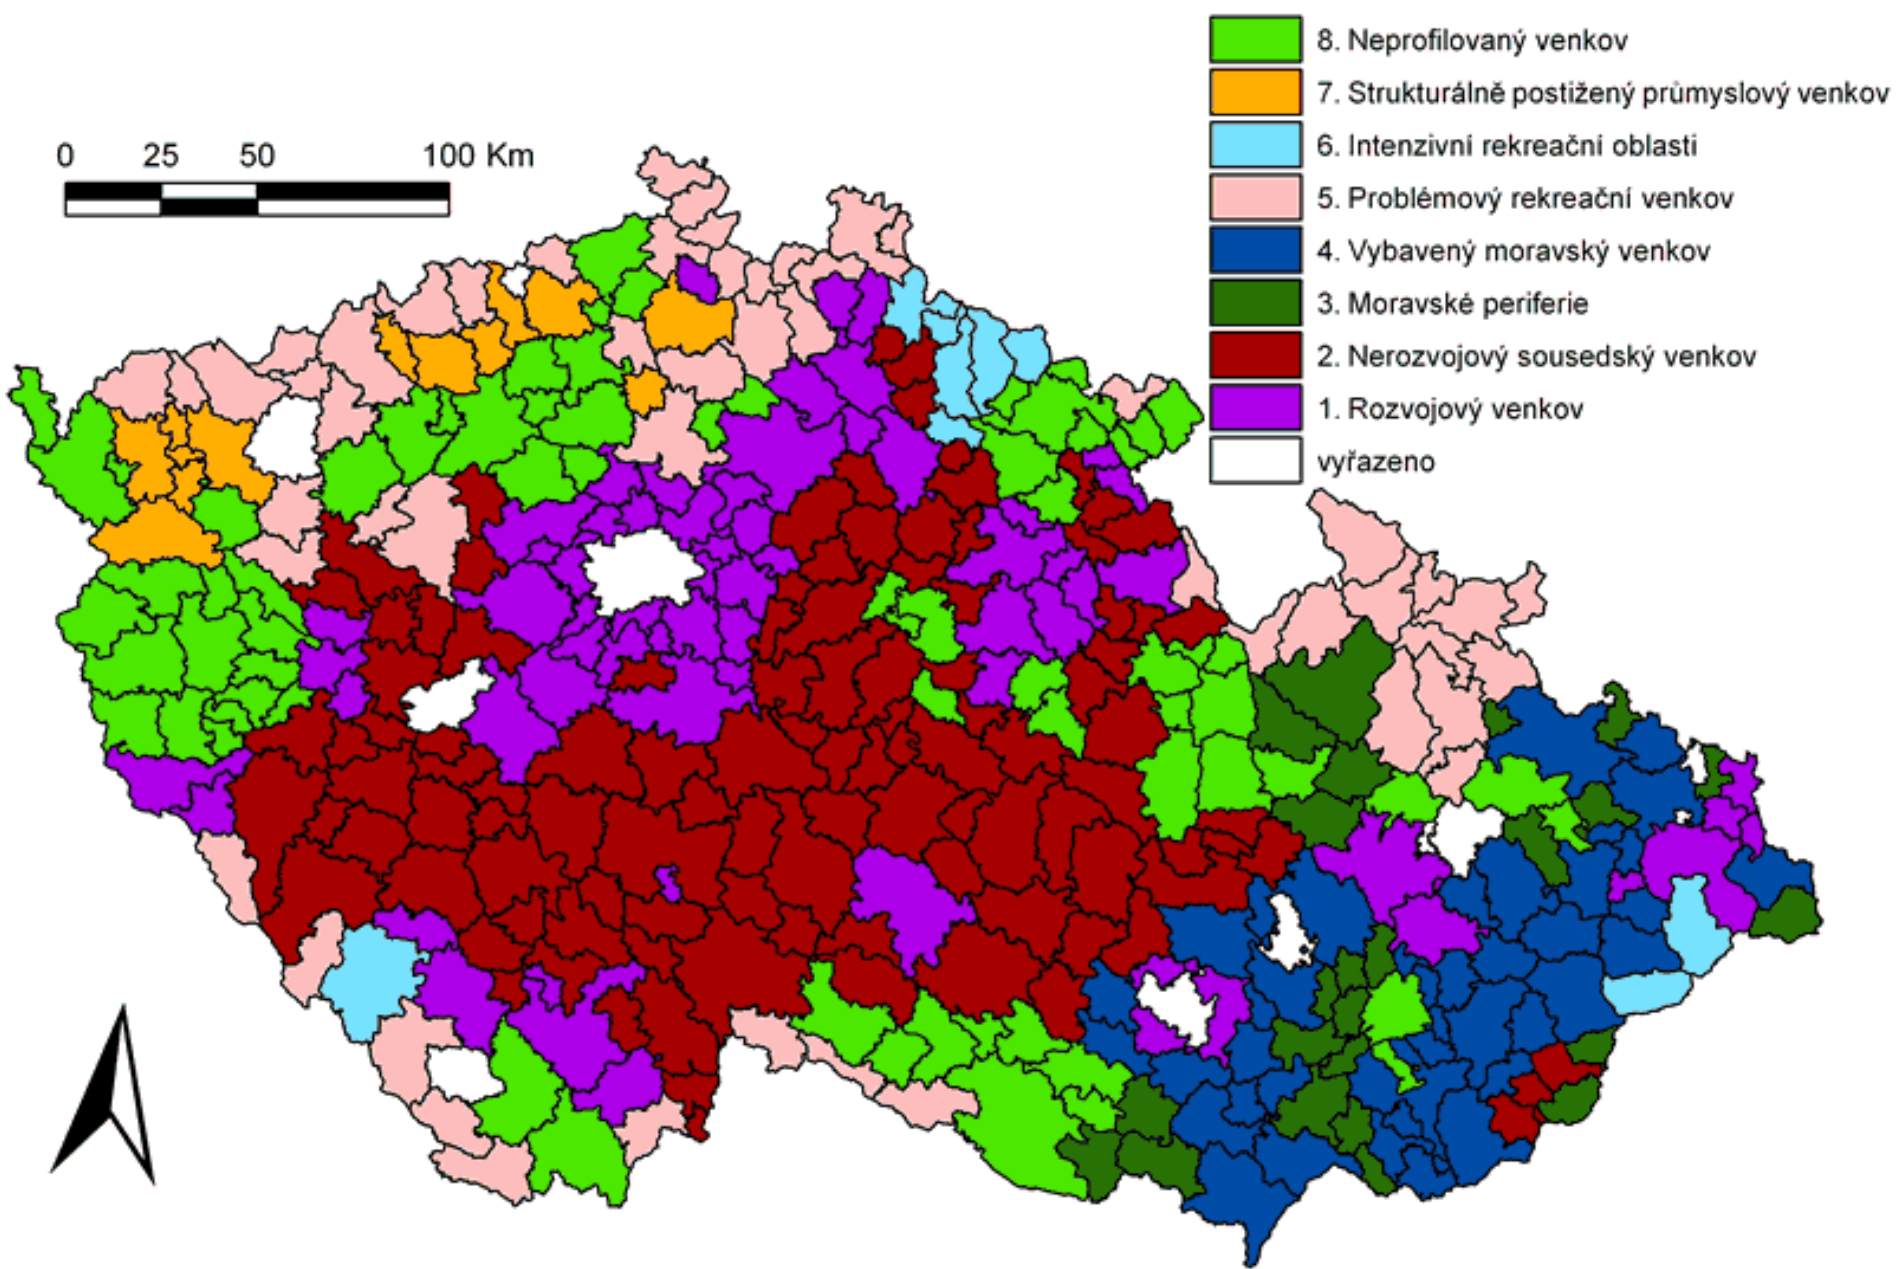 8. Neprofilovaný venkov
7. Strukturálně postižený průmyslový venkov
6. Intenzivní rekreační oblasti
5. Problémový rekreační venkov
4. Vybavený moravský venkov
3. Moravské periferie
2. Nerozvojový sousedský venkov
1. Rozvojový venkov
vyřazeno
0 25 50 100 Km